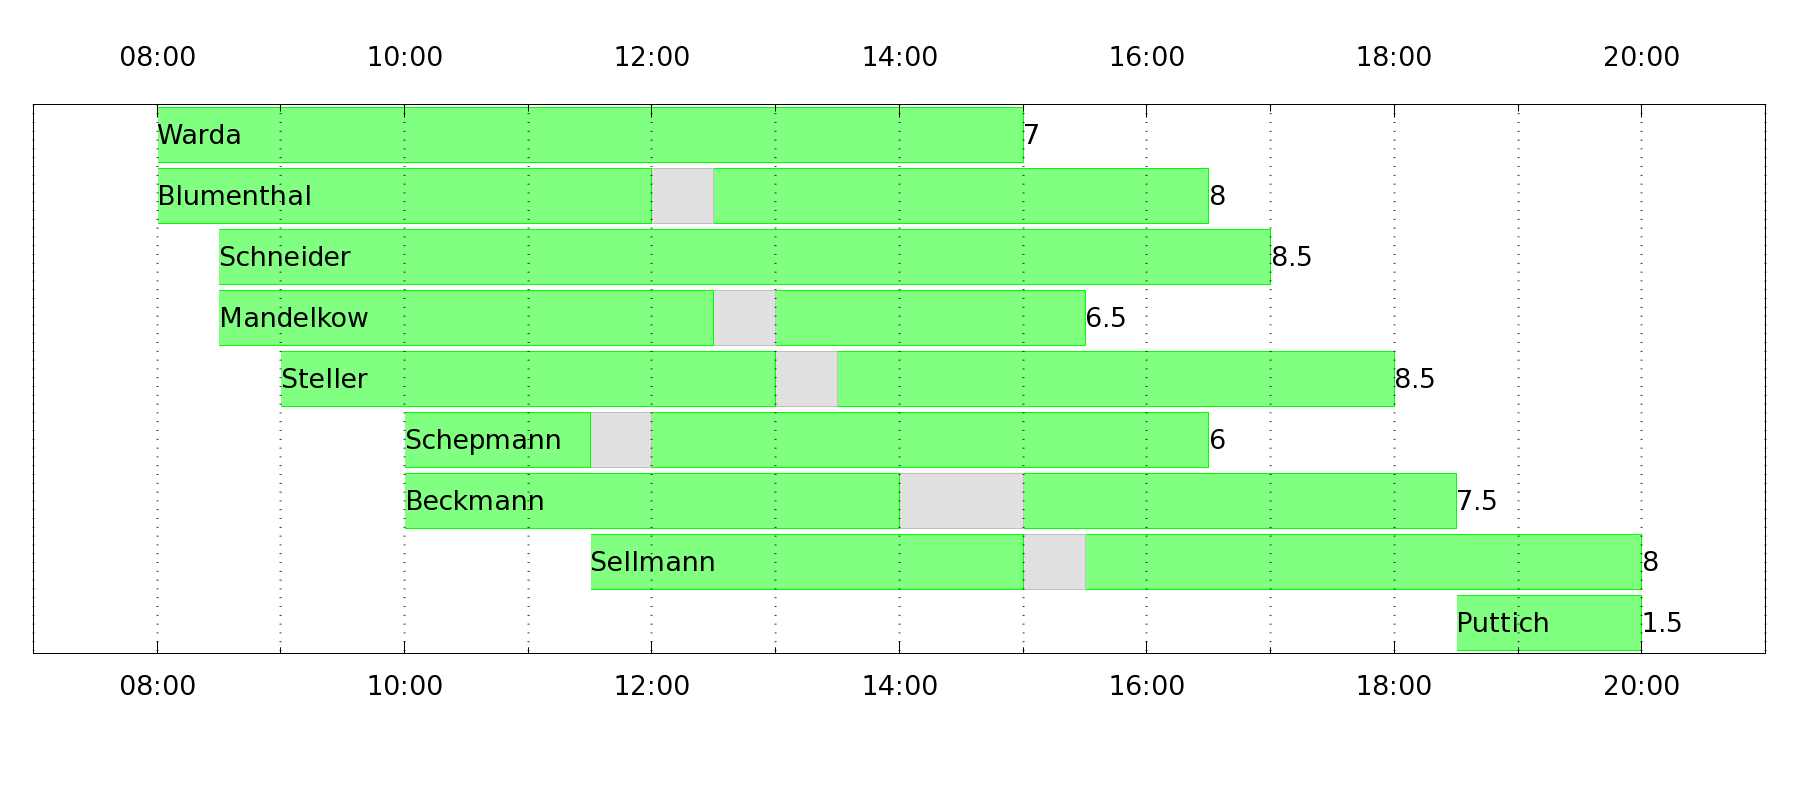 08:00 10:00 12:00 14:00 16:00 18:00 20:00
Warda 7
Blumenthal 8
Schneider 8.5
Mandelkow 6.5
Steller 8.5
Schepmann 6
Beckmann 7.5
Sellmann 8
Puttich 1.5
08:00 10:00 12:00 14:00 16:00 18:00 20:00